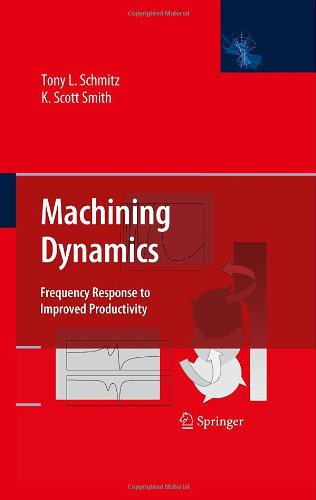 Tony L. Schmitz
K. Scott Smith
Machining
Dynamics
Frequency Response to
Improved Productivity
Springer